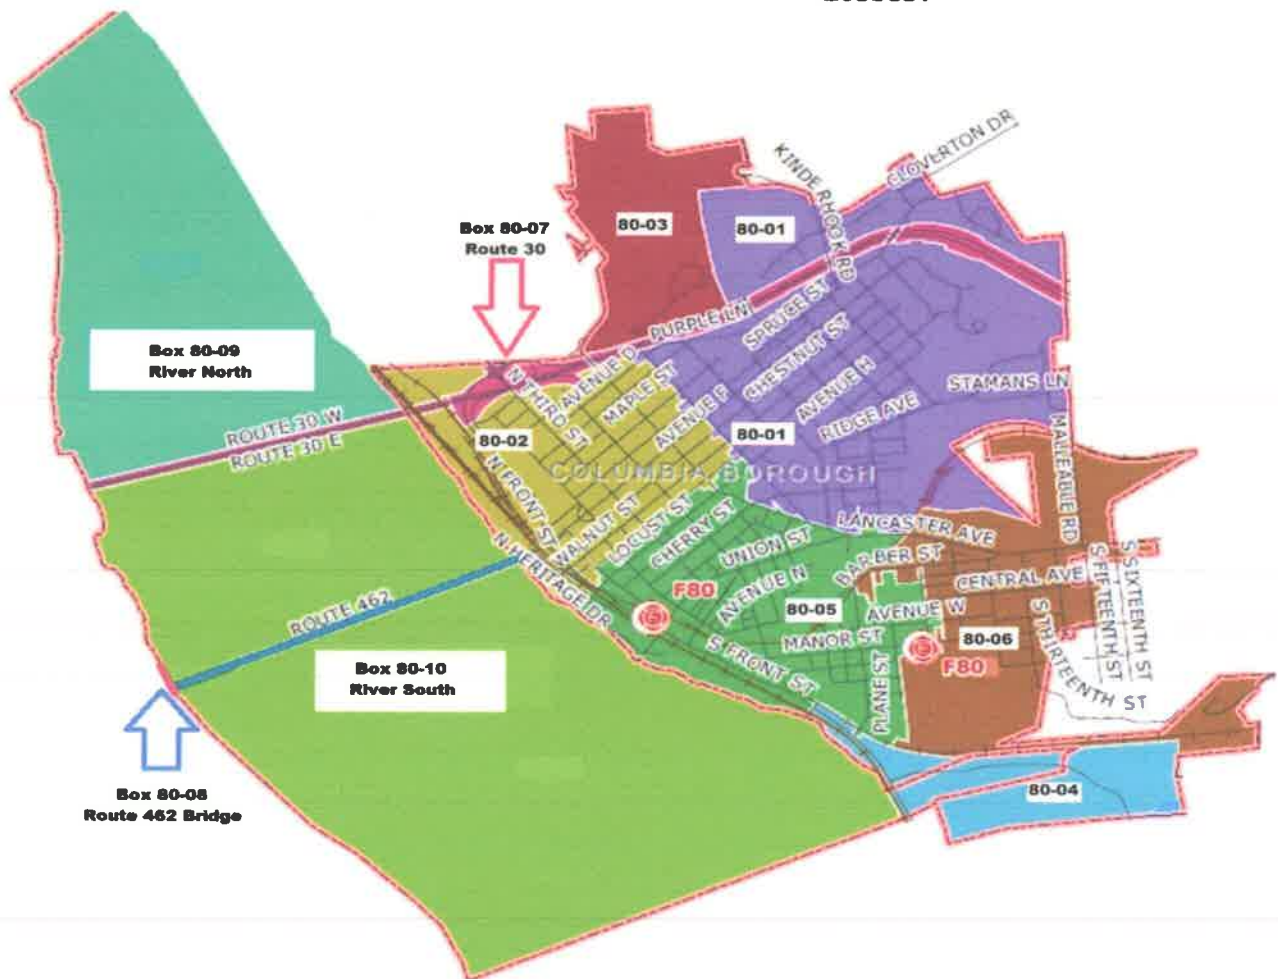 KINDERHOOK RD
CLOVERTON DR
80-03
80-01
Box 80-07
Route 30
PURPLE LN
SPRUCE ST
Box 80-09
River North
N THIRD ST
AVENUE D
MAPLE ST
CHESTNUT ST
AVENUE H
STAMANS LN
ROUTE 30 W
ROUTE 30 E
80-02
AVENUE F
80-01
RIDGE AVE
MALLEABLE RD
COLUMBIA BOROUGH
N FRONT ST
WALNUT ST
LOCUST ST
CHERRY ST
UNION ST
LANCASTER AVE
BARBER ST
N HERITAGE DR
ROUTE 462
F80
AVENUE N
80-05
AVENUE W
CENTRAL AVE
S FIFTEENTH ST
S SIXTEENTH ST
MANOR ST
80-06
F80
S THIRTEENTH ST
S FRONT ST
PLANE ST
Box 80-10
River South
Box 80-08
Route 462 Bridge
80-04